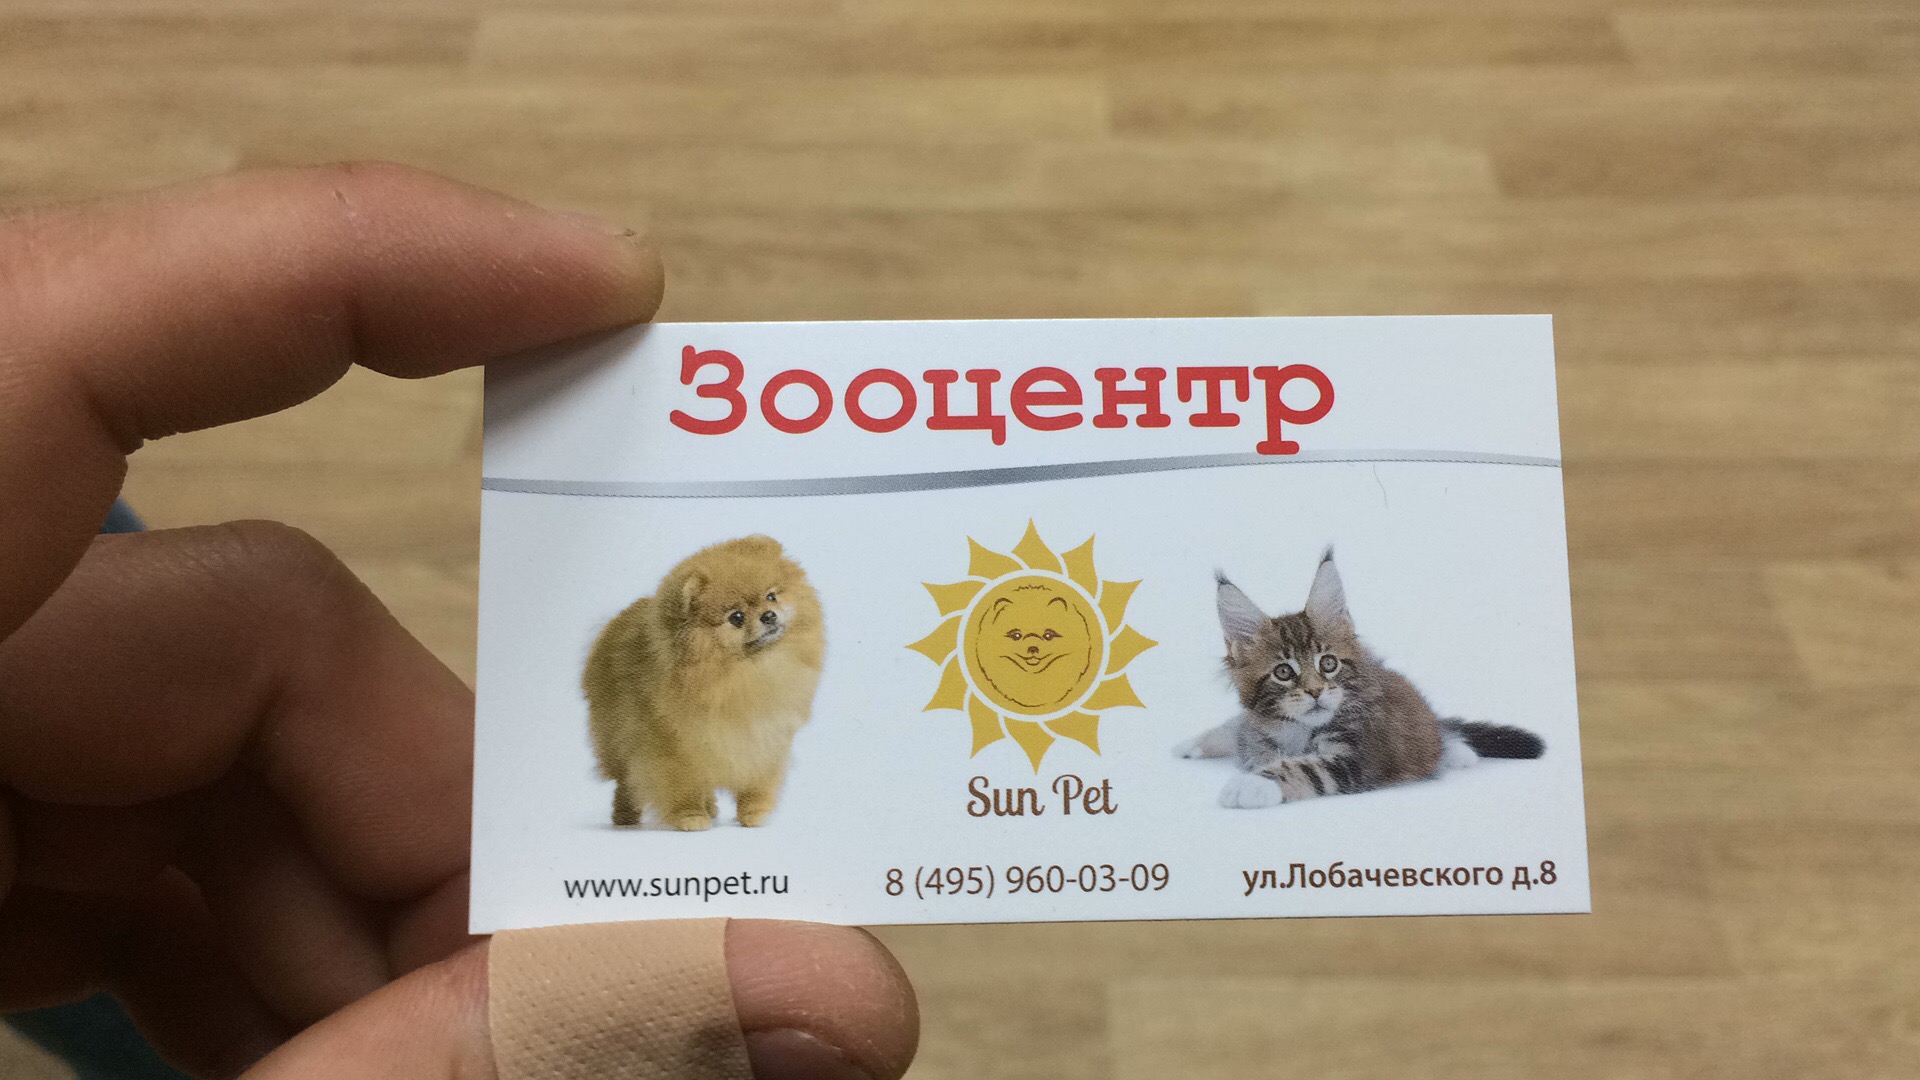 Зооцентр
Sun Pet
www.sunpet.ru
8 (495) 960-03-09
ул.Лобачевского д.8